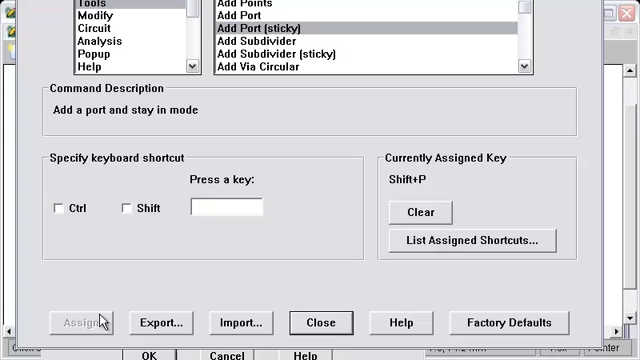 Tools
Modify
Circuit
Analysis
Popup
Help
Add Points
Add Port
Add Port (sticky)
Add Subdivider
Add Subdivider (sticky)
Add Via Circular
Command Description
Add a port and stay in mode
Specify keyboard shortcut
Press a key:
Ctrl
Shift
Currently Assigned Key
Shift+P
Clear
List Assigned Shortcuts...
Assign
Export...
Import...
Close
Help
Factory Defaults
OK
Cancel
Help
Pointer